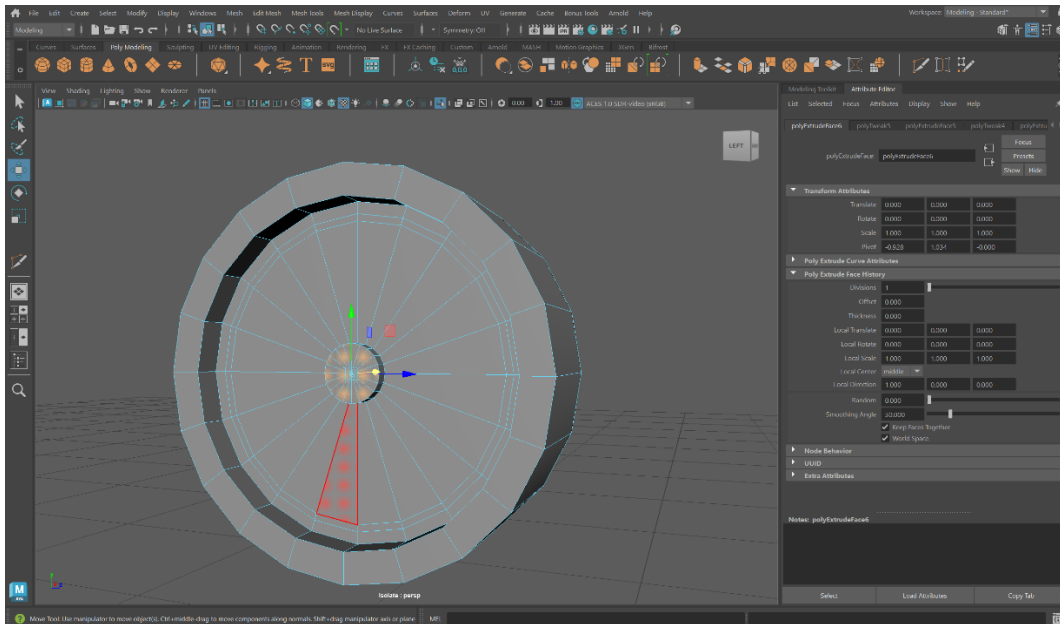 File Edit Create Select Modify Display Windows Mesh Edit Mesh Mesh Tools Mesh Display Curves Surfaces Deform UV Generate Cache Bonus Tools Arnold Help Workspace: Modeling - Standard*
Modeling No Live Surface Symmetry: Off
Curves Surfaces Poly Modeling Sculpting UV Editing Rigging Animation Rendering FX FX Caching Custom Arnold MASH Motion Graphics XGen Bifrost
SVG
View Shading Lighting Show Renderer Panels
0.00 1.00 ACES 1.0 SDR-video (sRGB)
LEFT
Isolate : persp
Modeling Toolkit Attribute Editor
List Selected Focus Attributes Display Show Help
polyExtrudeFace6 polyTweak5 polyExtrudeFace5 polyTweak4 polyExtru
polyExtrudeFace: polyExtrudeFace6
Focus
Presets
Show Hide
Transform Attributes
Translate 0.000 0.000 0.000
Rotate 0.000 0.000 0.000
Scale 1.000 1.000 1.000
Pivot -0.928 1.034 -0.000
Poly Extrude Curve Attributes
Poly Extrude Face History
Divisions 1
Offset 0.000
Thickness 0.000
Local Translate 0.000 0.000 0.000
Local Rotate 0.000 0.000 0.000
Local Scale 1.000 1.000 1.000
Local Center middle
Local Direction 1.000 0.000 0.000
Random 0.000
Smoothing Angle 30.000
Keep Faces Together
World Space
Node Behavior
UUID
Extra Attributes
Notes: polyExtrudeFace6
Select Load Attributes Copy Tab
M
Move Tool: Use manipulator to move object(s). Ctrl+middle-drag to move components along normals. Shift+drag manipulator axis or plane
MEL